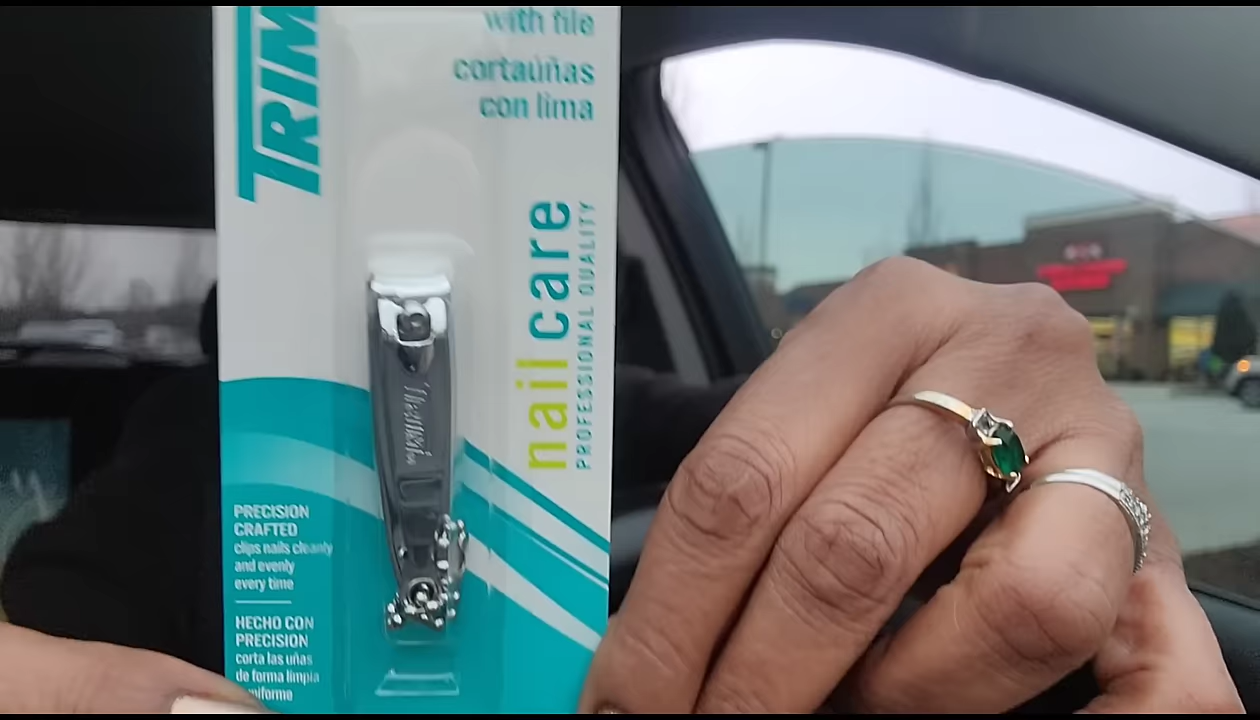 TRIM
with file
cortaúñas
con lima
nail care
PROFESSIONAL QUALITY
PRECISION
CRAFTED
clips nails cleanly
and evenly
every time
HECHO CON
PRECISION
corta las uñas
de forma limpia